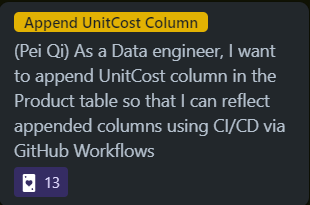 Append UnitCost Column
(Pei Qi) As a Data engineer, I want
to append UnitCost column in the
Product table so that I can reflect
appended columns using CI/CD via
GitHub Workflows
13